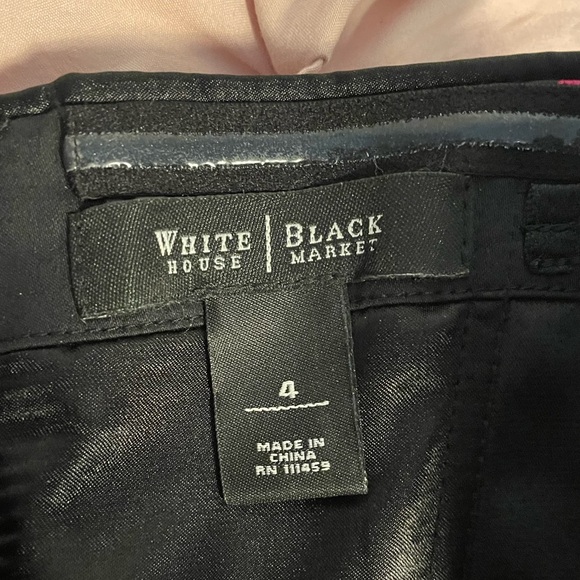 WHITE | BLACK
HOUSE | MARKET
4
MADE IN
CHINA
RN 111459